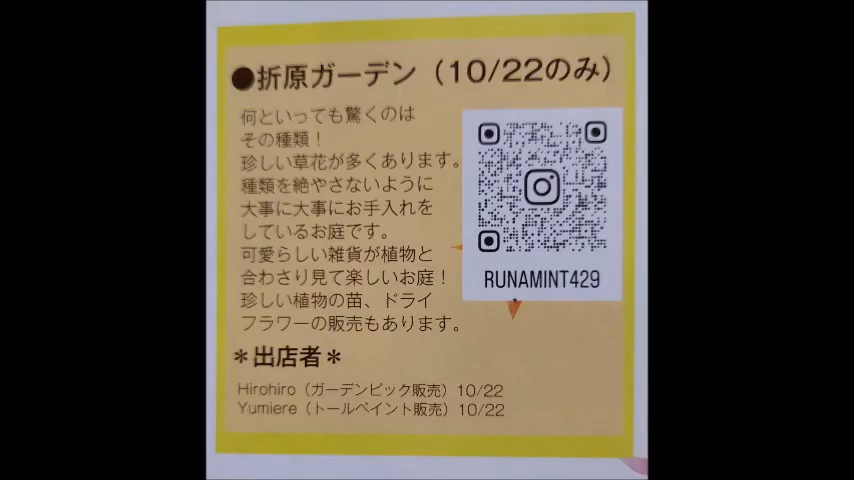 ●折原ガーデン（10/22のみ）
何といっても驚くのは
その種類！
珍しい草花が多くあります。
種類を絶やさないように
大事に大事にお手入れを
しているお庭です。
可愛らしい雑貨が植物と
合わさり見て楽しいお庭！
珍しい植物の苗、ドライ
フラワーの販売もあります。
RUNAMINT429
＊出店者＊
Hirohiro（ガーデンピック販売）10/22
Yumiere（トールペイント販売）10/22